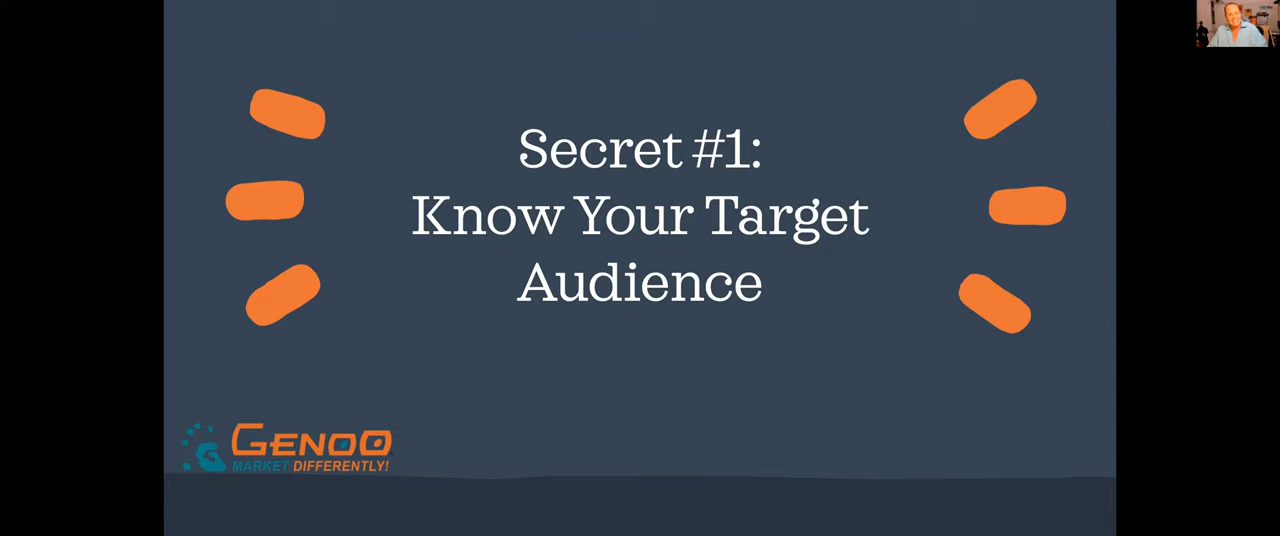 Secret #1:
Know Your Target
Audience
GENOO
MARKET DIFFERENTLY!